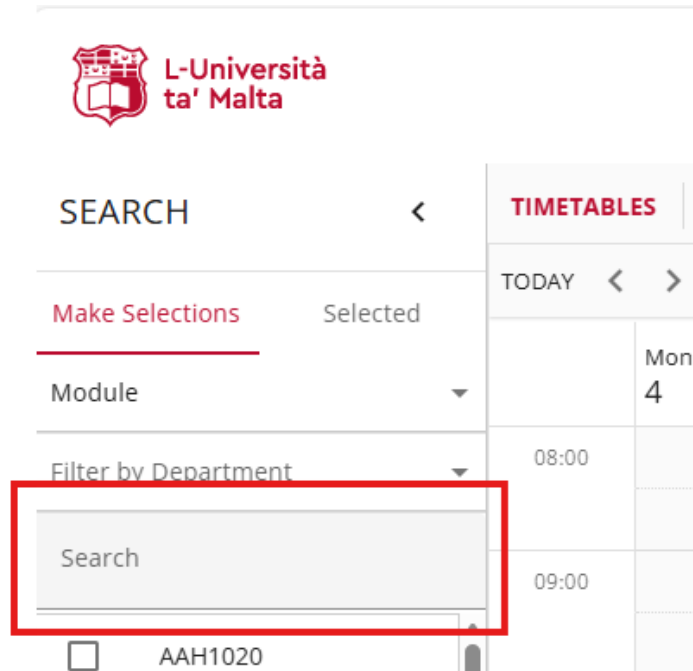 L-Università
ta' Malta
SEARCH
TIMETABLES
TODAY
Make Selections
Selected
Mon
4
Module
Filter by Department
08:00
Search
09:00
AAH1020